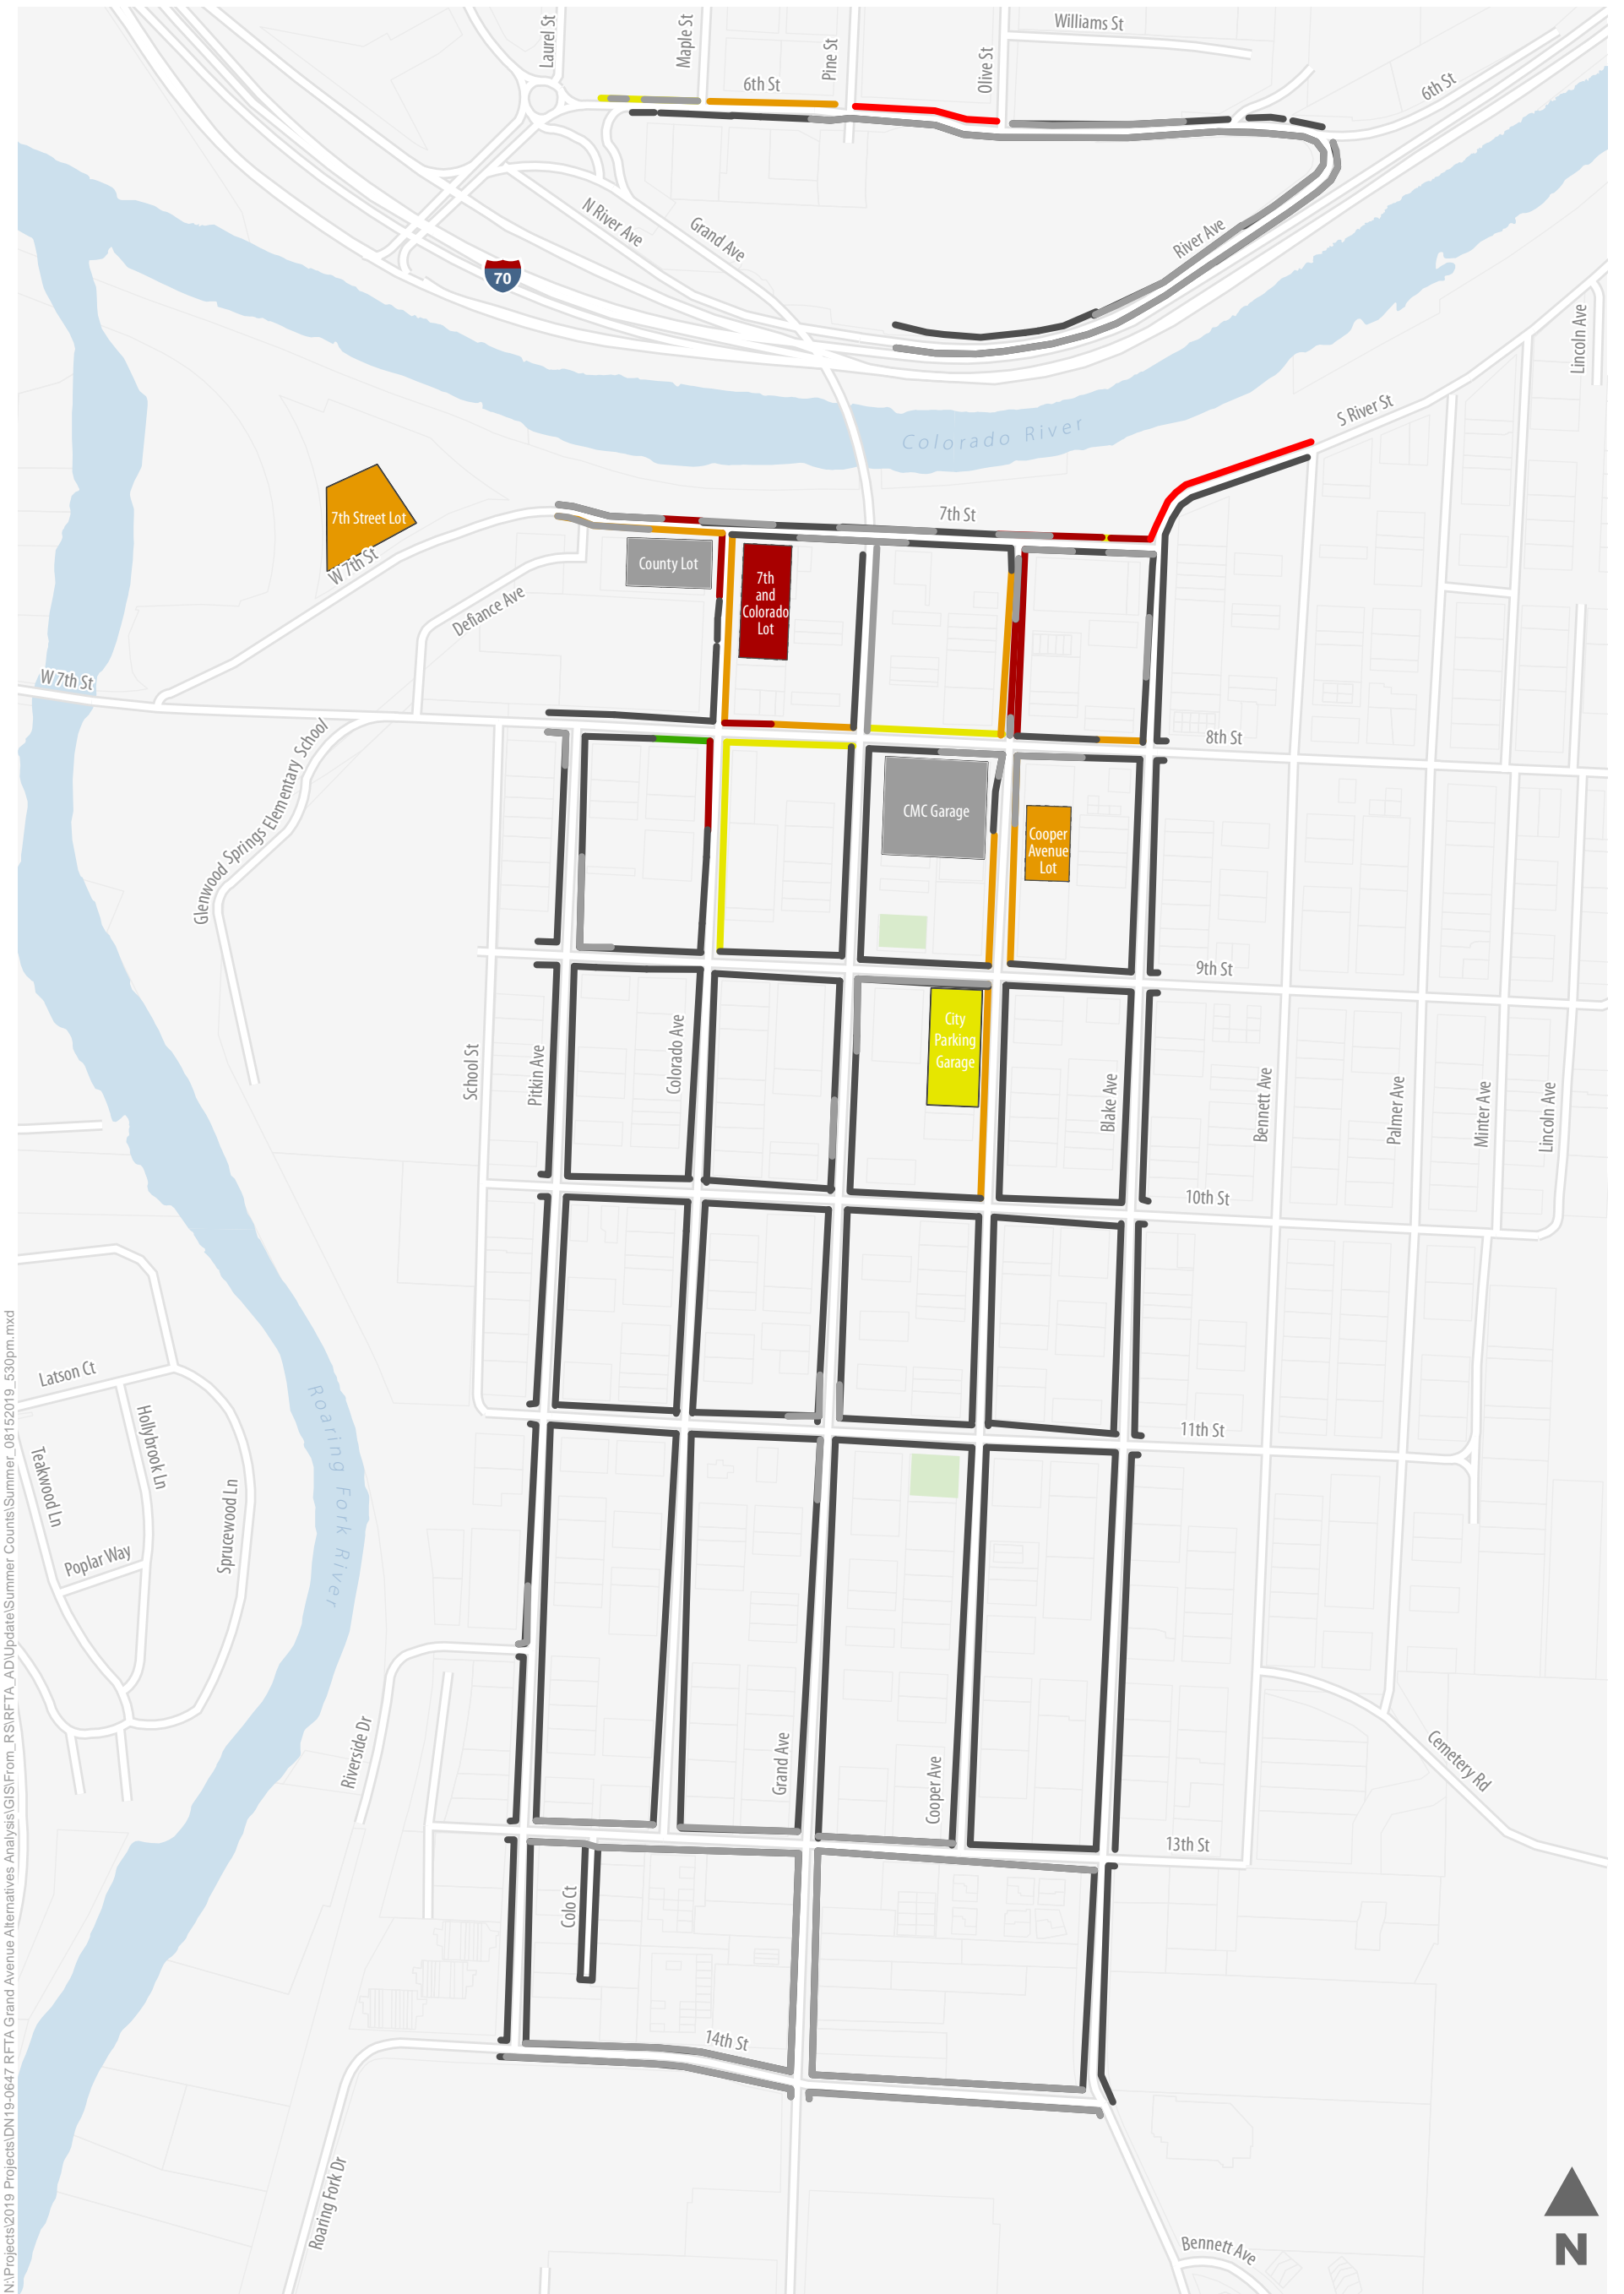 Laurel St
Maple St
Pine St
Olive St
Williams St
6th St
6th St
N River Ave
Grand Ave
River Ave
70
Lincoln Ave
S River St
Colorado River
7th Street Lot
W 7th St
7th St
County Lot
7th
and
Colorado
Lot
Defiance Ave
W 7th St
8th St
Glenwood Springs Elementary School
CMC Garage
Cooper
Avenue
Lot
9th St
City
Parking
Garage
School St
Pitkin Ave
Colorado Ave
Blake Ave
Bennett Ave
Palmer Ave
Minter Ave
Lincoln Ave
10th St
Latson Ct
Hollybrook Ln
Teakwood Ln
Sprucewood Ln
Poplar Way
Roaring Fork River
11th St
Riverside Dr
Grand Ave
Cooper Ave
Cemetery Rd
13th St
Colo Ct
14th St
Roaring Fork Dr
Bennett Ave
N
N:\Projects\2019 Projects\DN19-0647 RFTA Grand Avenue Alternatives Analysis\GIS\From_RS\RFTA_AD\Update\Summer Counts\Summer_08152019_530pm.mxd